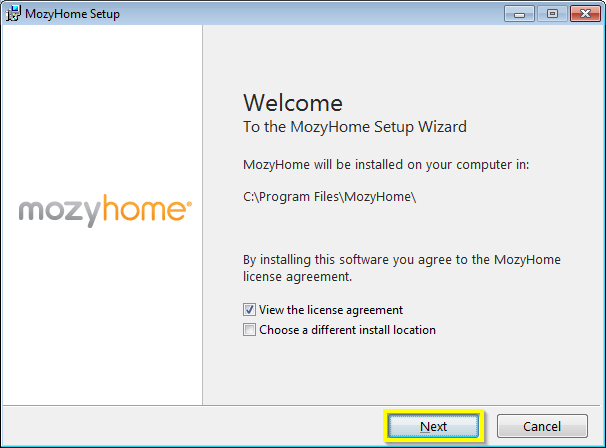 MozyHome Setup
Welcome
To the MozyHome Setup Wizard
MozyHome will be installed on your computer in:
C:\Program Files\MozyHome\
mozyhome®
By installing this software you agree to the MozyHome
license agreement.
View the license agreement
Choose a different install location
Next
Cancel